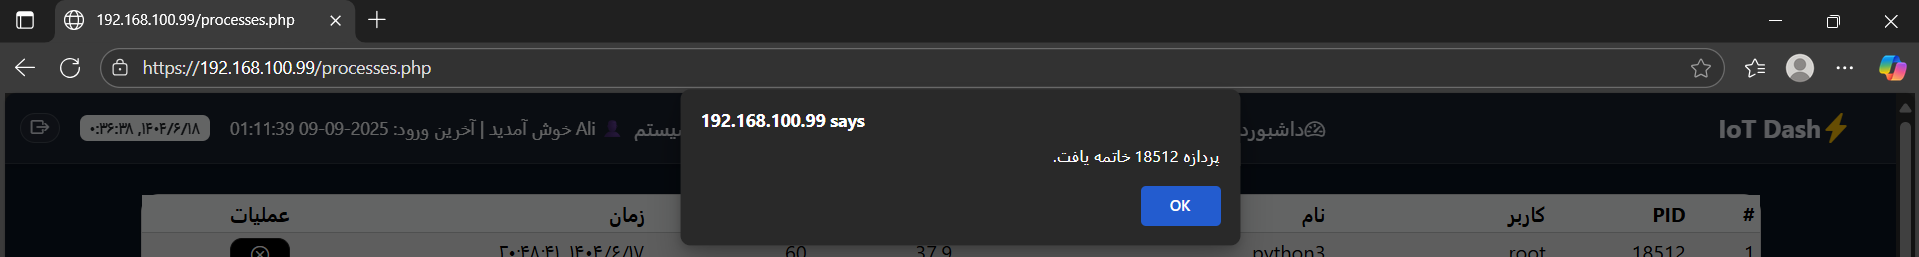 192.168.100.99/processes.php
https://192.168.100.99/processes.php
IoT Dash
داشبورد
سیستم
Ali خوش آمدید | آخرین ورود: 2025-09-09 01:11:39
۱۴۰۴/۶/۱۸, ۰:۳۶:۳۸
192.168.100.99 says
پردازه 18512 خاتمه یافت.
OK
# PID کاربر نام زمان عملیات
1 18512 root python3 37.9 60 ۱۴۰۴/۶/۱۷, ۲۰:۴۸:۴۱